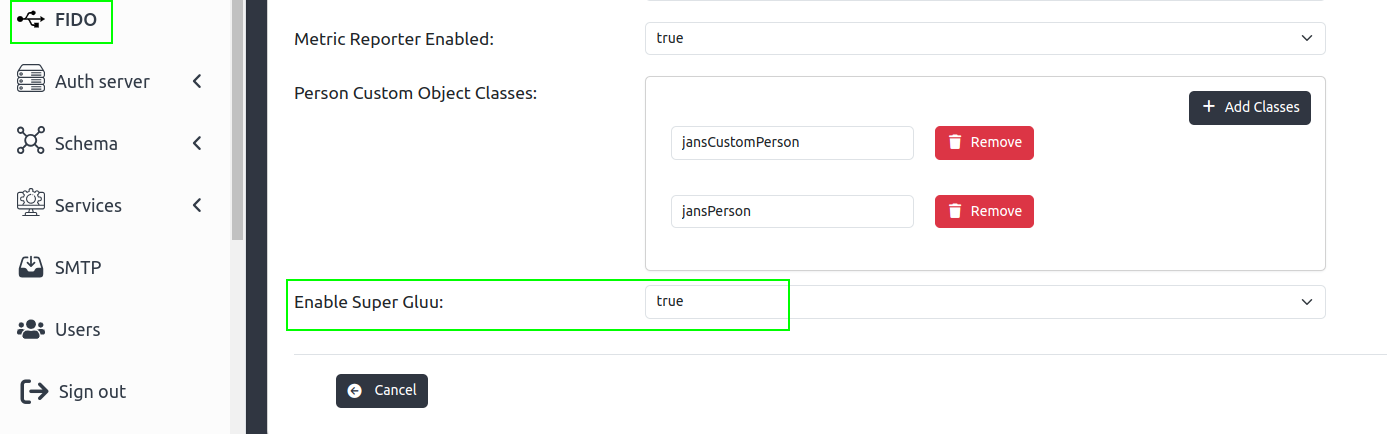 FIDO
Auth server
Schema
Services
SMTP
Users
Sign out
Metric Reporter Enabled: true
Person Custom Object Classes:
Add Classes
jansCustomPerson Remove
jansPerson Remove
Enable Super Gluu: true
Cancel